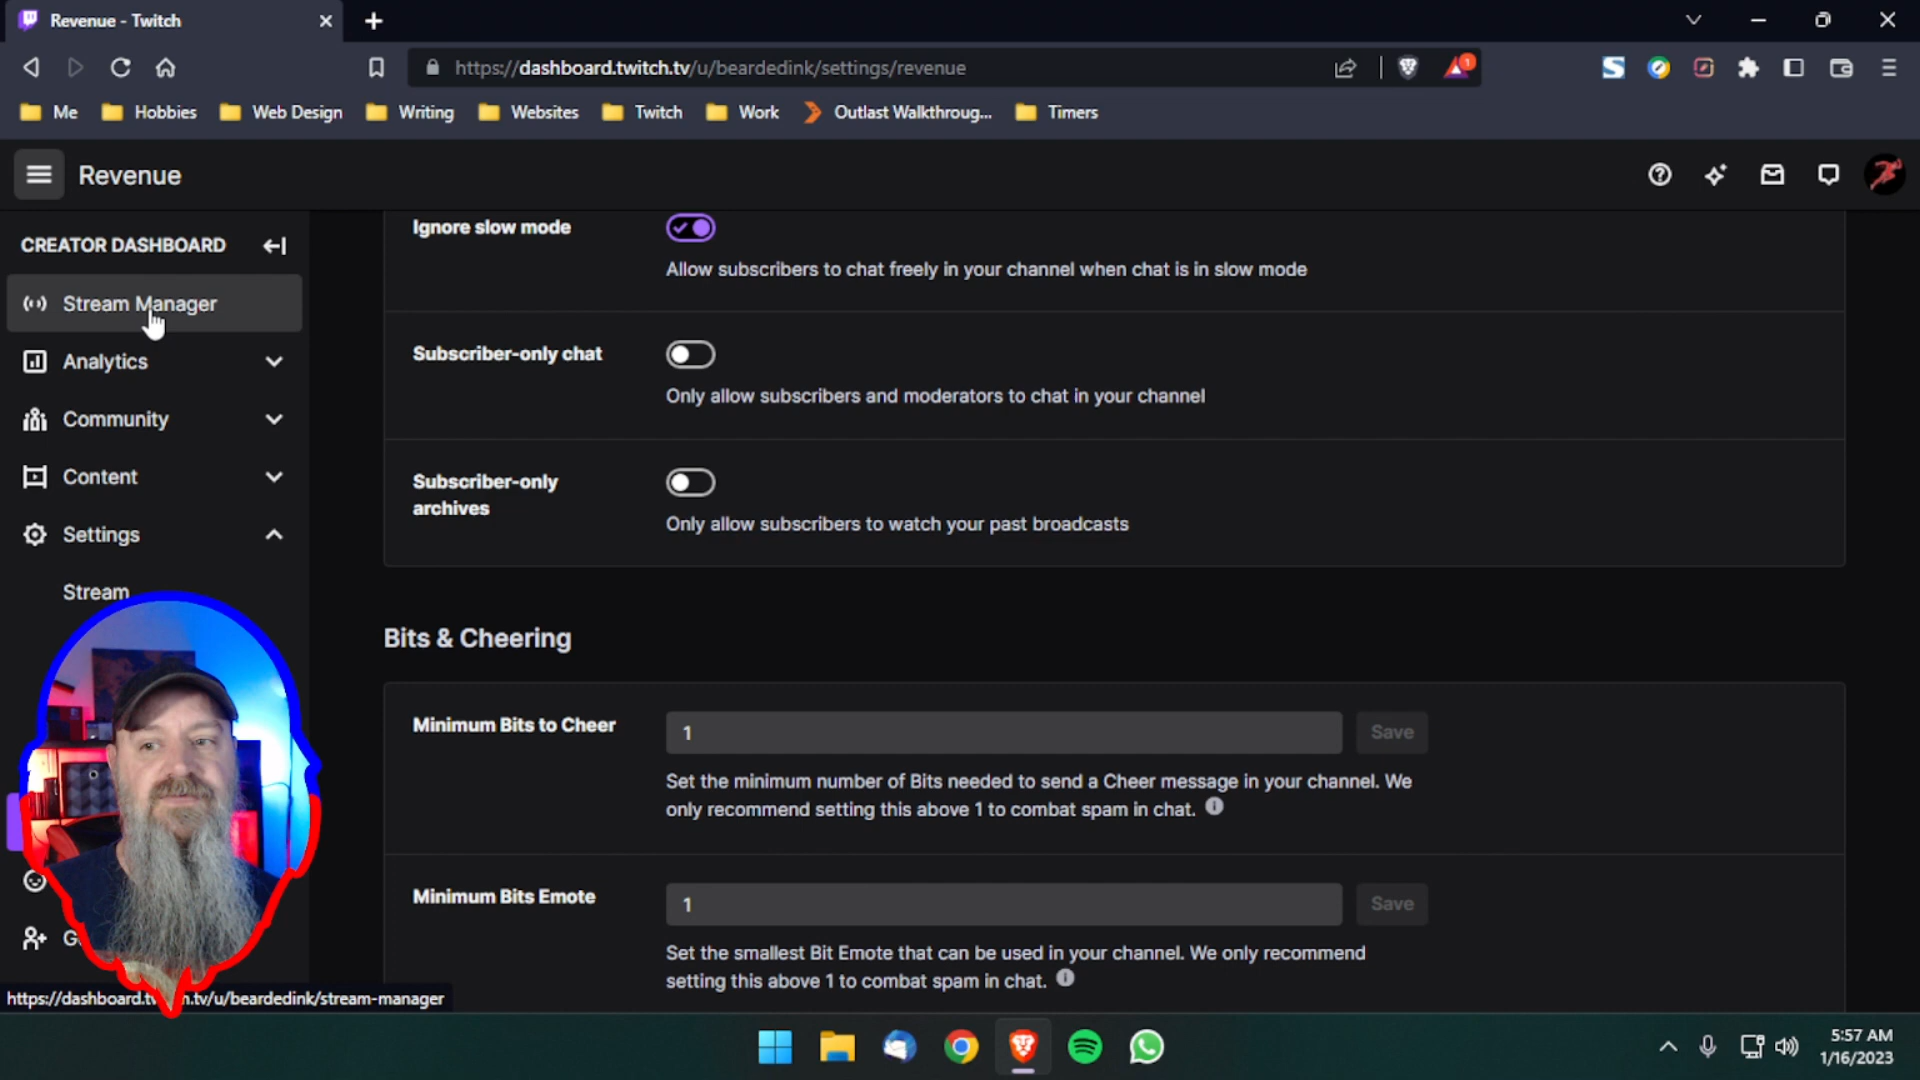 Revenue - Twitch
https://dashboard.twitch.tv/u/beardedink/settings/revenue
1
Me
Hobbies
Web Design
Writing
Websites
Twitch
Work
Outlast Walkthroug...
Timers
Revenue
CREATOR DASHBOARD
Stream Manager
Analytics
Community
Content
Settings
Stream
Ignore slow mode
Allow subscribers to chat freely in your channel when chat is in slow mode
Subscriber-only chat
Only allow subscribers and moderators to chat in your channel
Subscriber-only
archives
Only allow subscribers to watch your past broadcasts
Bits & Cheering
Minimum Bits to Cheer
1
Save
Set the minimum number of Bits needed to send a Cheer message in your channel. We
only recommend setting this above 1 to combat spam in chat.
Minimum Bits Emote
1
Save
Set the smallest Bit Emote that can be used in your channel. We only recommend
setting this above 1 to combat spam in chat.
https://dashboard.tw h.tv/u/beardedink/stream-manager
5:57 AM
1/16/2023